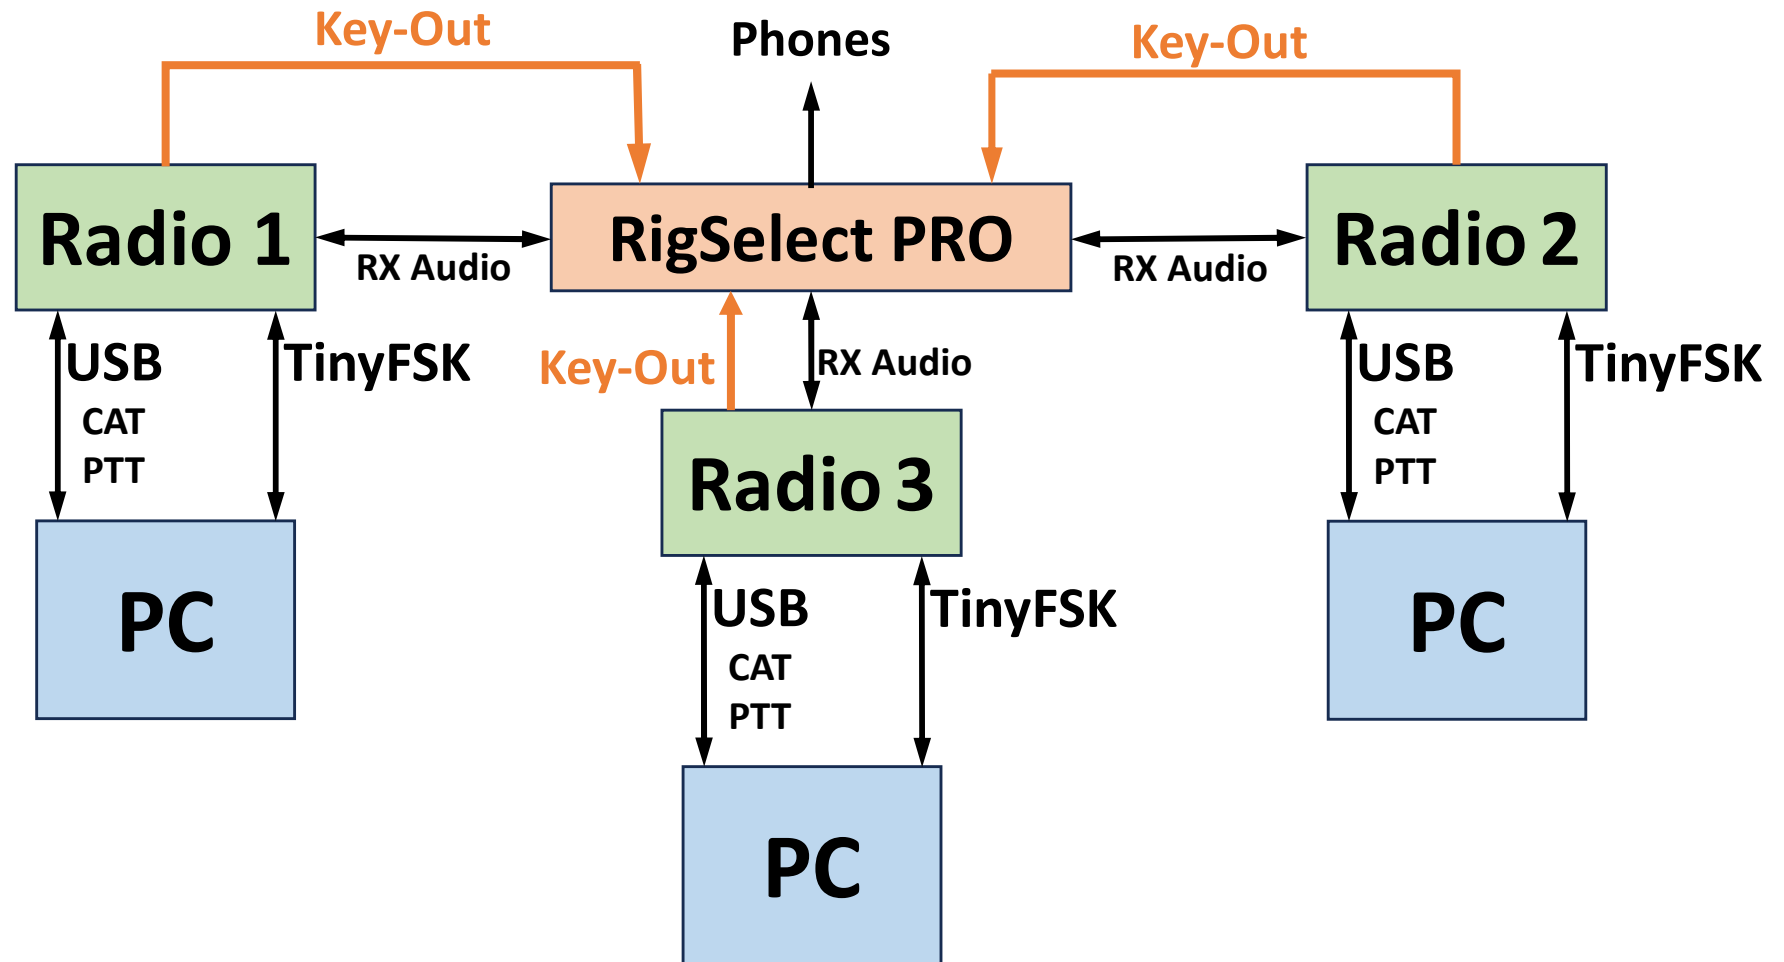 Key-Out
Phones
Key-Out
Radio 1
RigSelect PRO
Radio 2
RX Audio
RX Audio
USB
TinyFSK
Key-Out
RX Audio
USB
TinyFSK
CAT
PTT
CAT
PTT
Radio 3
PC
PC
USB
TinyFSK
CAT
PTT
PC